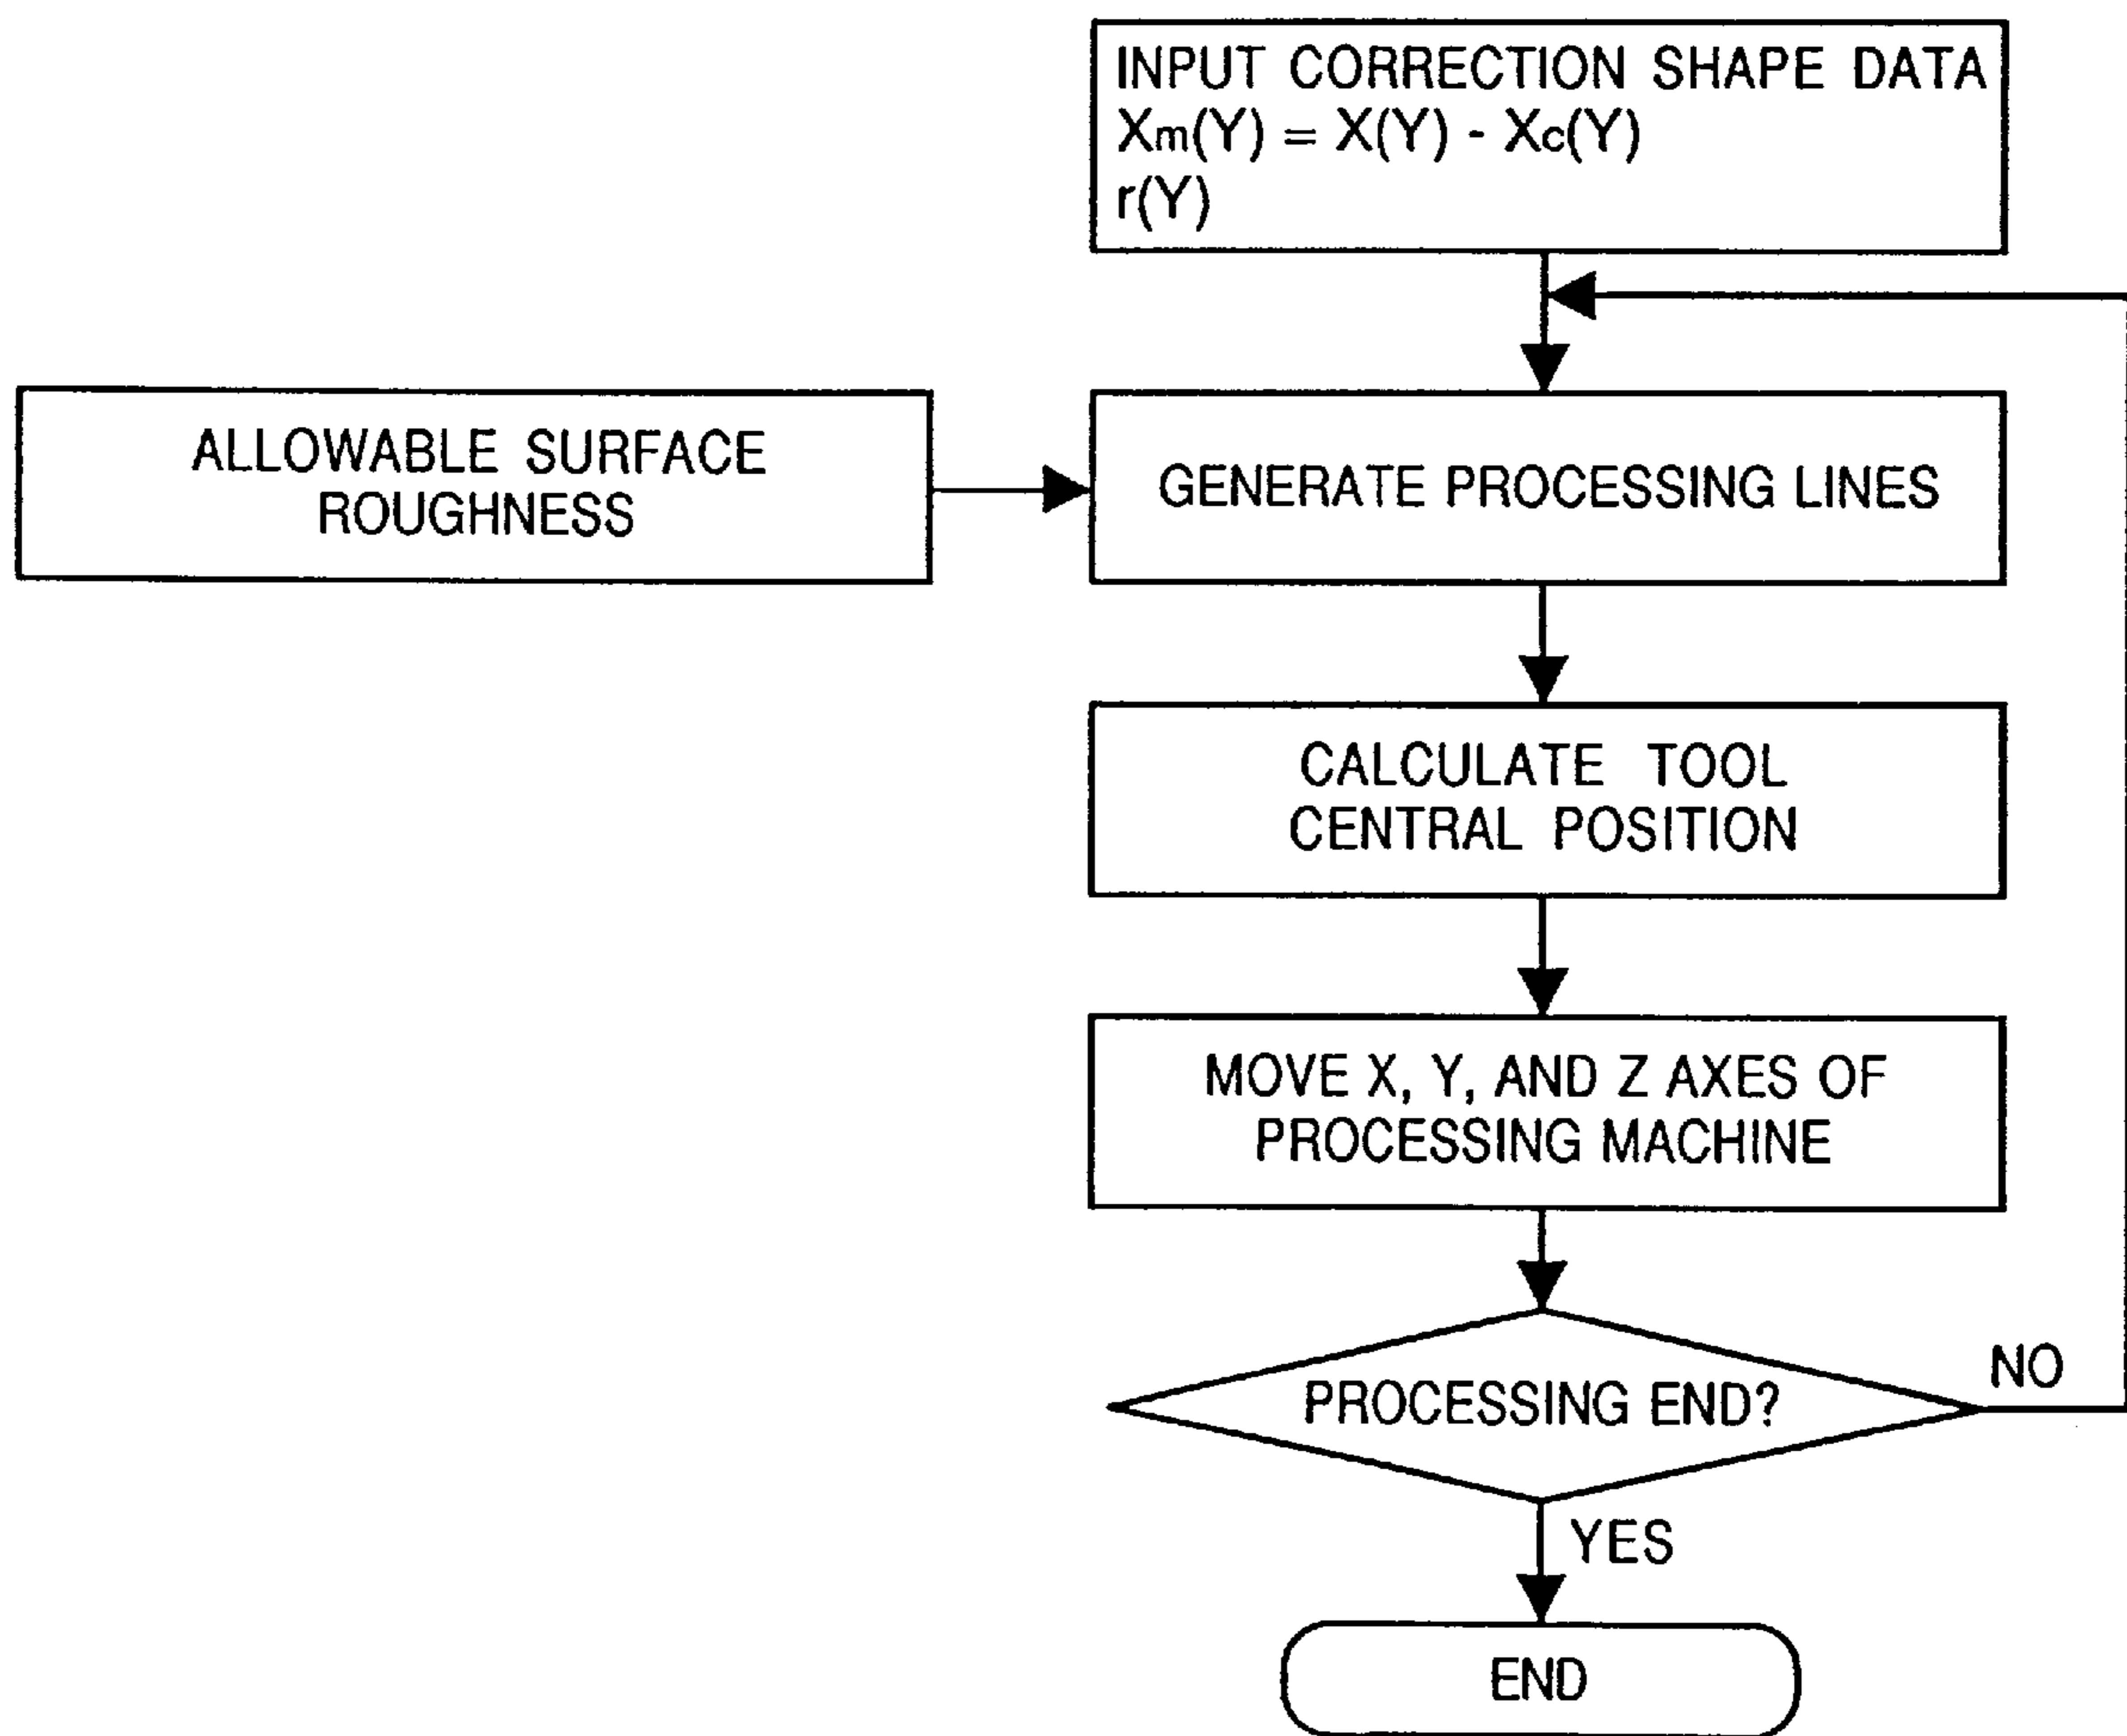 INPUT CORRECTION SHAPE DATA
Xm(Y) = X(Y) - Xc(Y)
r(Y)
ALLOWABLE SURFACE
ROUGHNESS
GENERATE PROCESSING LINES
CALCULATE TOOL
CENTRAL POSITION
MOVE X, Y, AND Z AXES OF
PROCESSING MACHINE
PROCESSING END?
NO
YES
END